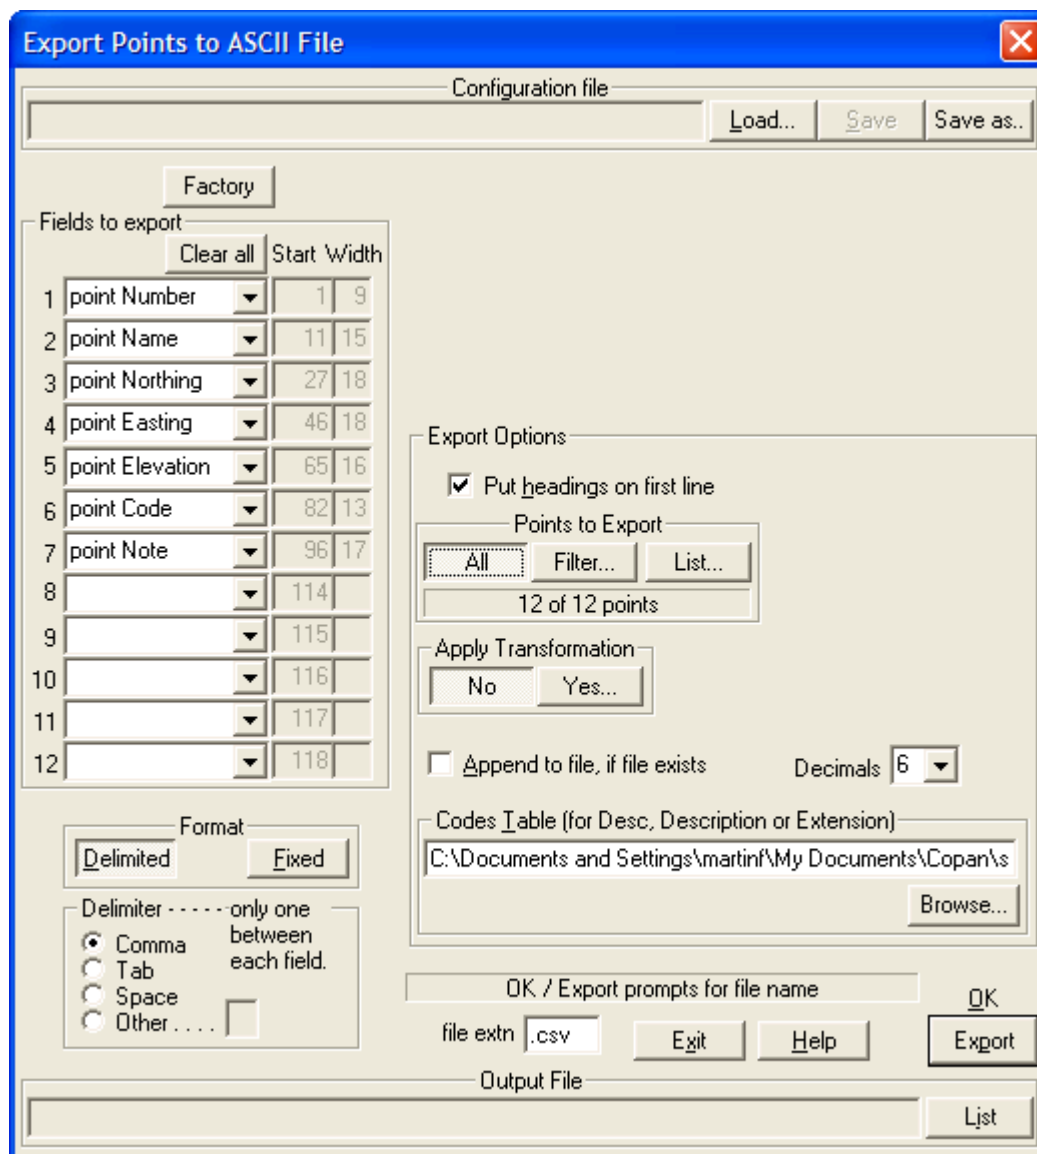 Export Points to ASCII File
Configuration file
Load... Save Save as..
Factory
Fields to export
Clear all Start Width
1 point Number 1 9
2 point Name 11 15
3 point Northing 27 18
4 point Easting 46 18
5 point Elevation 65 16
6 point Code 82 13
7 point Note 96 17
8 114
9 115
10 116
11 117
12 118
Format
Delimited Fixed
Delimiter - - - - - only one
between
each field.
Comma
Tab
Space
Other . . . .
Export Options
Put headings on first line
Points to Export
All Filter... List...
12 of 12 points
Apply Transformation
No Yes...
Append to file, if file exists Decimals 6
Codes Table (for Desc, Description or Extension)
C:\Documents and Settings\martinf\My Documents\Copan\s
Browse...
OK / Export prompts for file name
OK
file extn .csv Exit Help Export
Output File
List